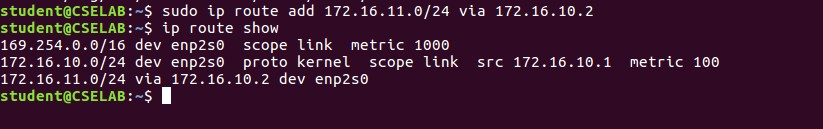 student@CSELAB:~$ sudo ip route add 172.16.11.0/24 via 172.16.10.2
student@CSELAB:~$ ip route show
169.254.0.0/16 dev enp2s0  scope link  metric 1000
172.16.10.0/24 dev enp2s0  proto kernel  scope link  src 172.16.10.1  metric 100
172.16.11.0/24 via 172.16.10.2 dev enp2s0
student@CSELAB:~$